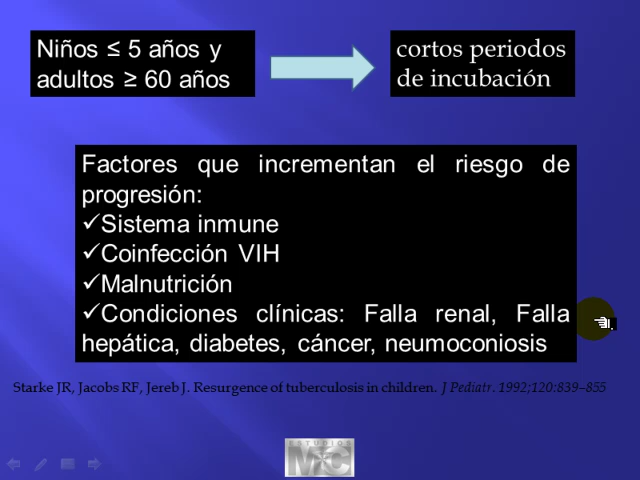 Niños ≤ 5 años y
adultos ≥ 60 años
cortos periodos
de incubación
Factores que incrementan el riesgo de
progresión:
✓Sistema inmune
✓Coinfección VIH
✓Malnutrición
✓Condiciones clínicas: Falla renal, Falla
hepática, diabetes, cáncer, neumoconiosis
Starke JR, Jacobs RF, Jereb J. Resurgence of tuberculosis in children. J Pediatr. 1992;120:839–855
ESTUDIOS
MC